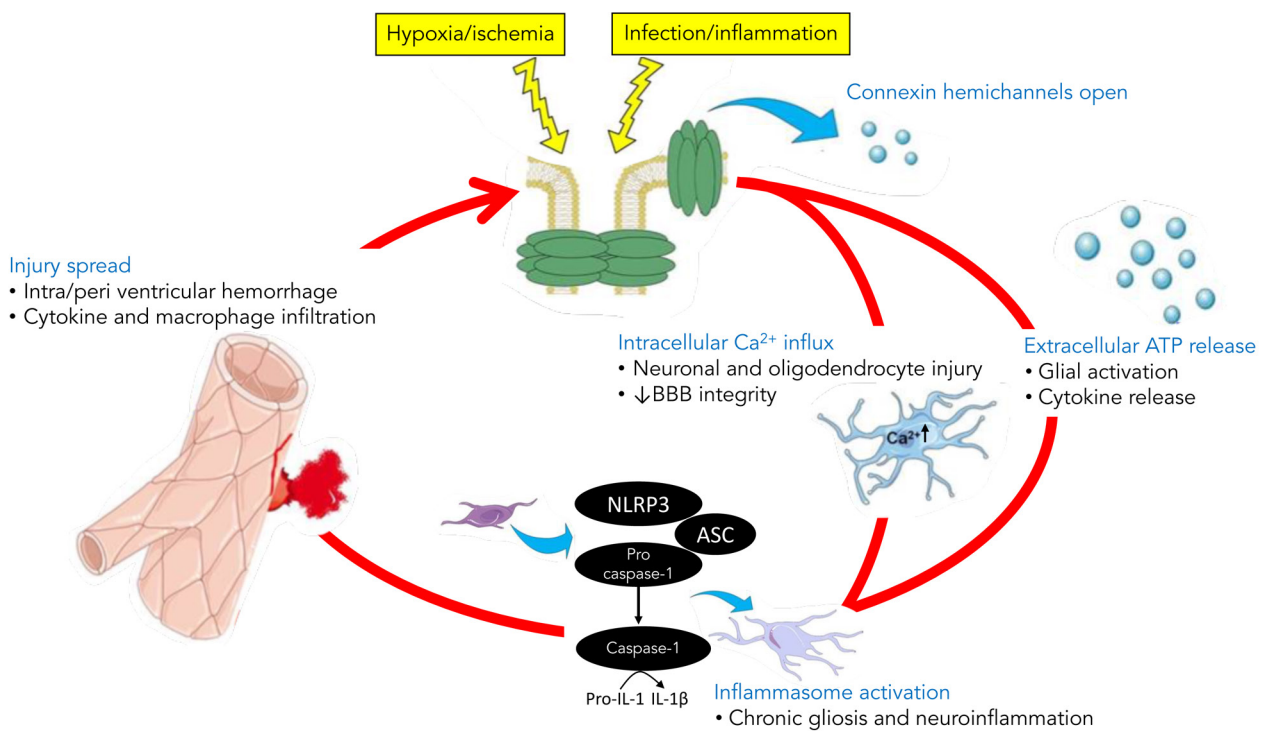 Hypoxia/ischemia
Infection/inflammation
Connexin hemichannels open
Injury spread
• Intra/peri ventricular hemorrhage
• Cytokine and macrophage infiltration
Intracellular Ca²⁺ influx
• Neuronal and oligodendrocyte injury
• ↓BBB integrity
Extracellular ATP release
• Glial activation
• Cytokine release
Ca²⁺↑
NLRP3
ASC
Pro
caspase-1
Caspase-1
Pro-IL-1 IL-1β
Inflammasome activation
• Chronic gliosis and neuroinflammation